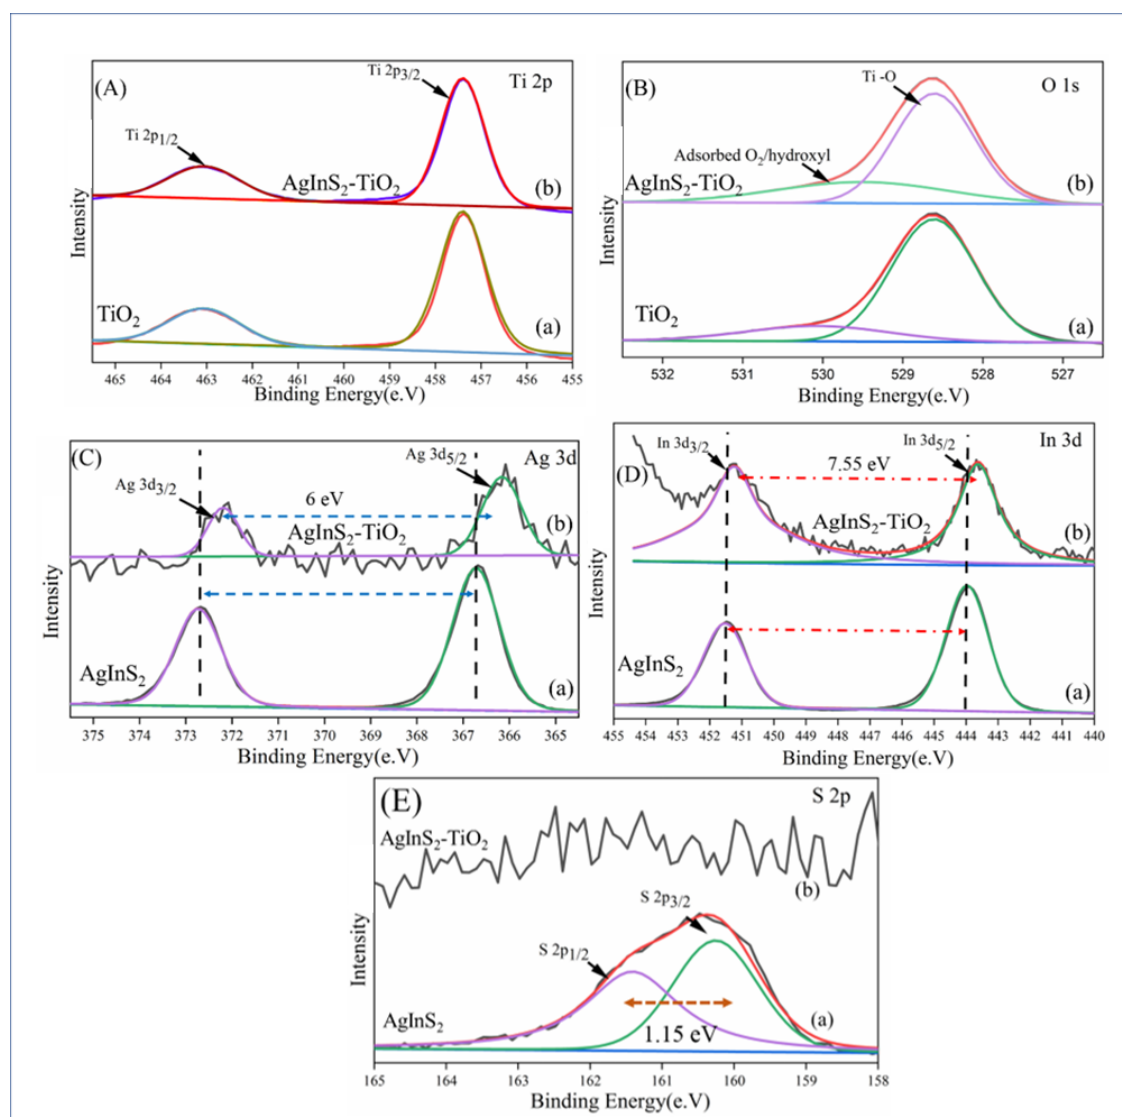 (A)
Ti 2p3/2
Ti 2p
Ti 2p1/2
AgInS2-TiO2
(b)
TiO2
(a)
Intensity
465 464 463 462 461 460 459 458 457 456 455
Binding Energy(e.V)
(B)
Ti -O
O 1s
Adsorbed O2/hydroxyl
AgInS2-TiO2
(b)
TiO2
(a)
Intensity
532 531 530 529 528 527
Binding Energy(e.V)
(C)
Ag 3d5/2
Ag 3d
Ag 3d3/2
6 eV
AgInS2-TiO2
(b)
AgInS2
(a)
Intensity
375 374 373 372 371 370 369 368 367 366 365
Binding Energy(e.V)
(D)
In 3d3/2
In 3d5/2
In 3d
7.55 eV
AgInS2-TiO2
(b)
AgInS2
(a)
Intensity
455 454 453 452 451 450 449 448 447 446 445 444 443 442 441 440
Binding Energy(e.V)
(E)
S 2p
AgInS2-TiO2
(b)
S 2p3/2
S 2p1/2
AgInS2
(a)
1.15 eV
Intensity
165 164 163 162 161 160 159 158
Binding Energy(e.V)